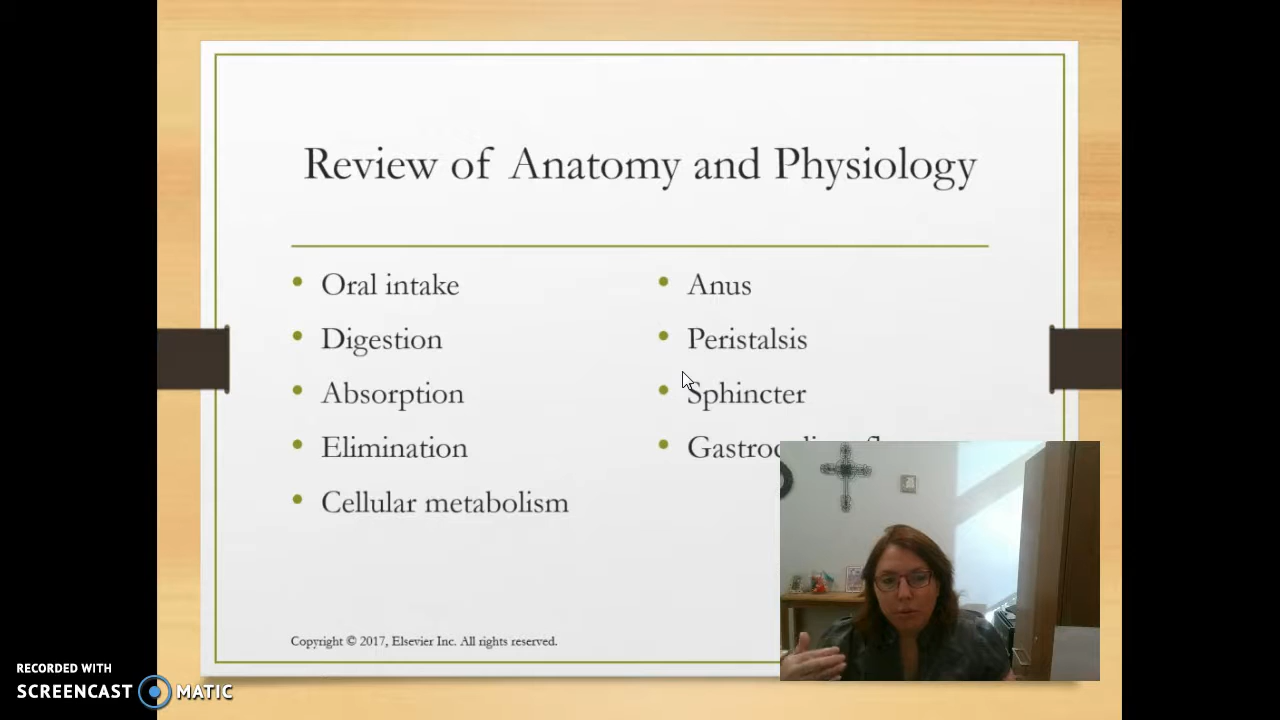 Review of Anatomy and Physiology
Oral intake
Digestion
Absorption
Elimination
Cellular metabolism
Anus
Peristalsis
Sphincter
Copyright © 2017, Elsevier Inc. All rights reserved.
RECORDED WITH
SCREENCAST MATIC